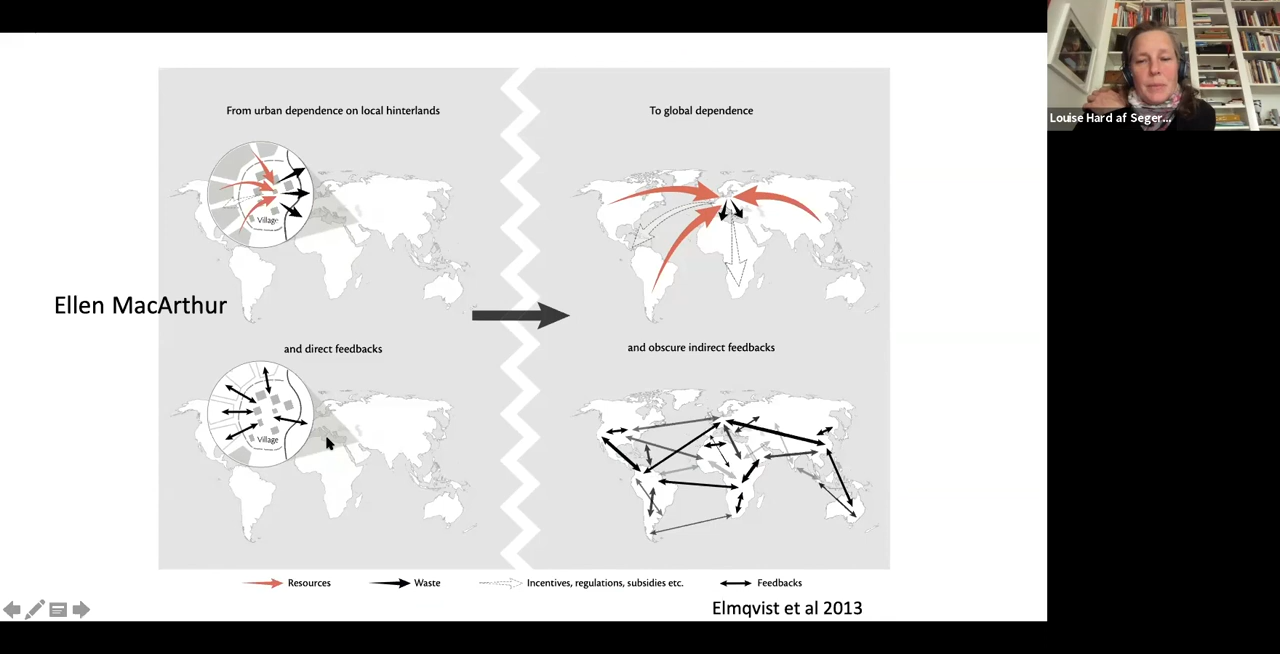 From urban dependence on local hinterlands
To global dependence
Village
Louise Hard af Seger...
Ellen MacArthur
and direct feedbacks
and obscure indirect feedbacks
Village
Resources
Waste
Incentives, regulations, subsidies etc.
Feedbacks
Elmqvist et al 2013